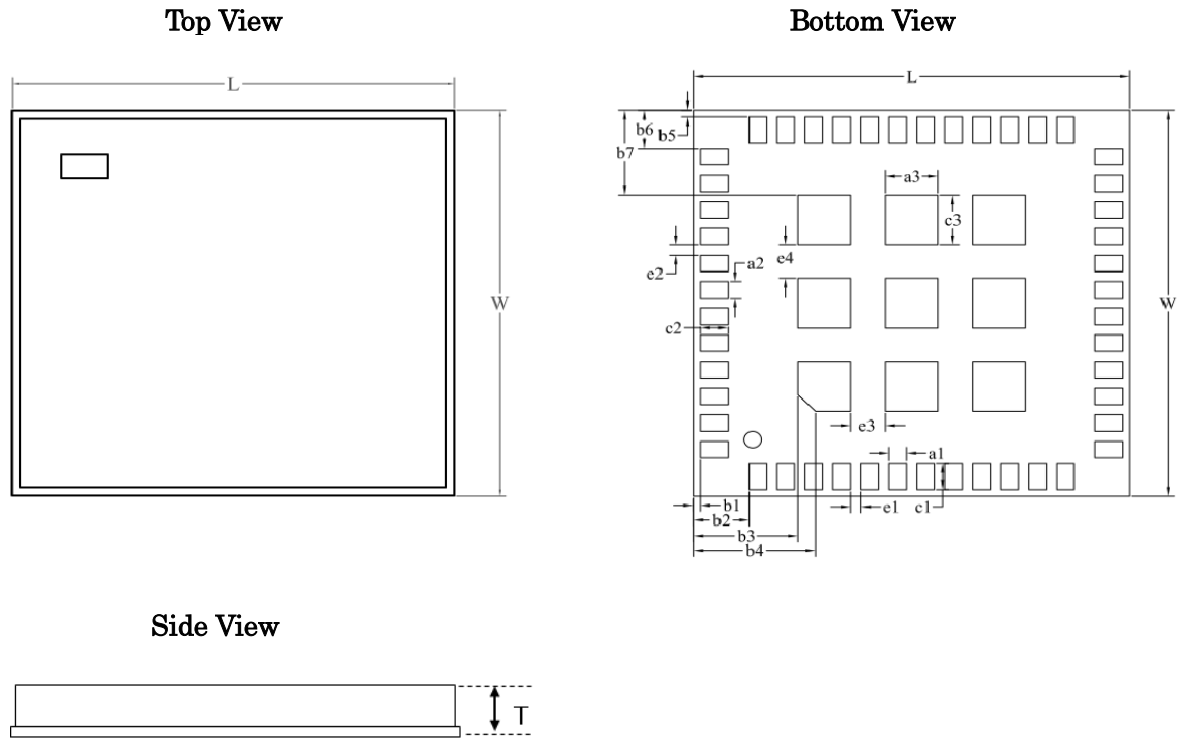 Top View
Bottom View
L
L
b6
b5
b7
a3
c3
e4
a2
e2
W
W
c2
e3
a1
b1
e1
c1
b2
b3
b4
Side View
T